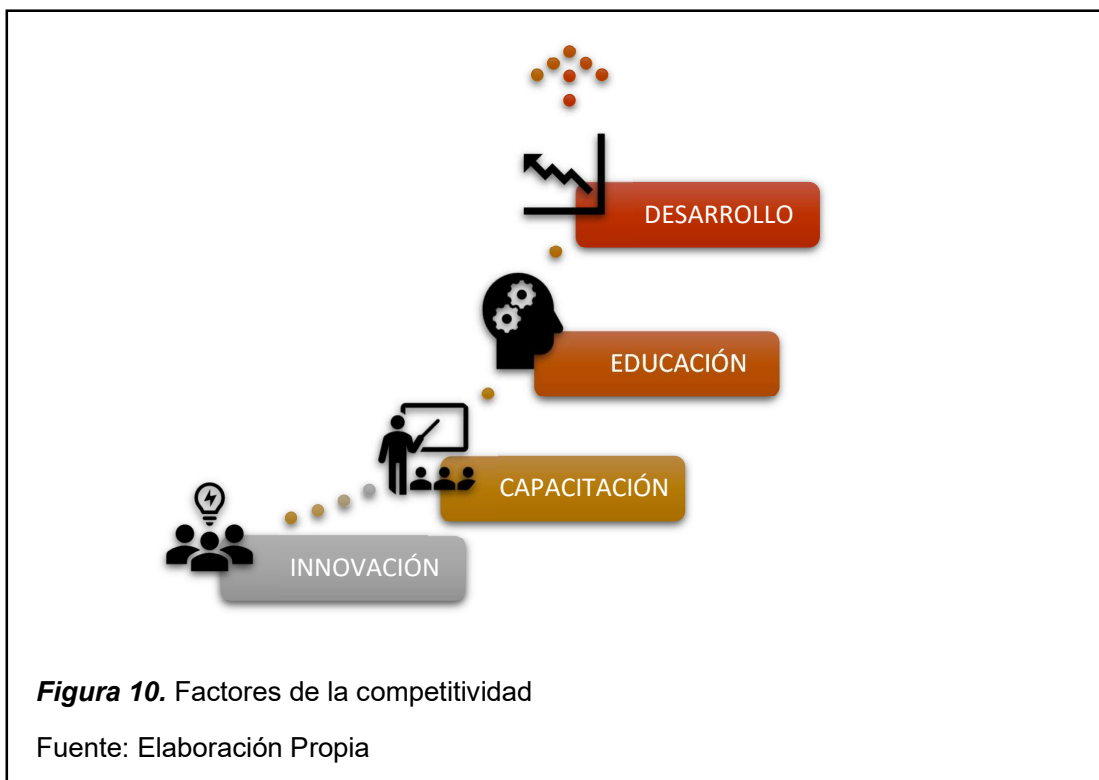 DESARROLLO
EDUCACIÓN
CAPACITACIÓN
INNOVACIÓN
Figura 10. Factores de la competitividad
Fuente: Elaboración Propia